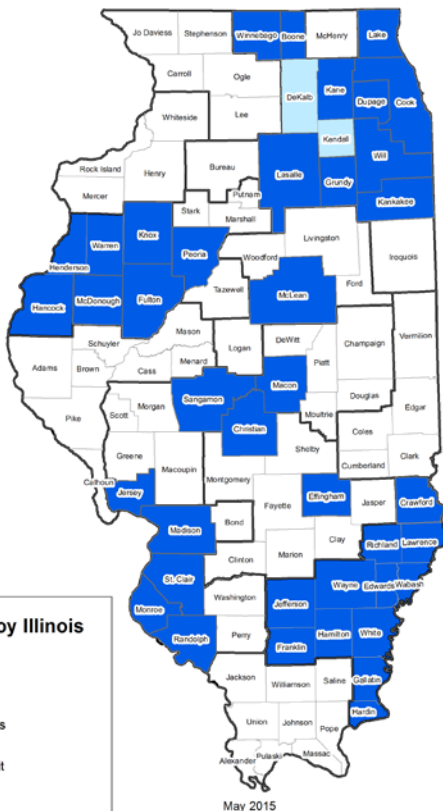 Jo Daviess
Stephenson
Winnebago
Boone
McHenry
Lake
Carroll
Ogle
DeKalb
Kane
Dupage
Cook
Whiteside
Lee
Kendall
Will
Rock Island
Henry
Bureau
Lasalle
Grundy
Mercer
Putnam
Kankakee
Stark
Marshall
Knox
Warren
Peoria
Livingston
Henderson
Woodford
Iroquois
Tazewell
McLean
Ford
Hancock
McDonough
Fulton
Mason
Logan
DeWitt
Vermilion
Schuyler
Menard
Champaign
Adams
Brown
Cass
Piatt
Macon
Sangamon
Douglas
Morgan
Scott
Moultrie
Edgar
Pike
Christian
Coles
Shelby
Greene
Macoupin
Montgomery
Cumberland
Clark
Calhoun
Jersey
Fayette
Effingham
Jasper
Crawford
Madison
Bond
Clay
Richland
Lawrence
Clinton
Marion
St. Clair
Wayne
Edwards
Wabash
Washington
Jefferson
Monroe
Randolph
Perry
Hamilton
White
Franklin
Jackson
Williamson
Saline
Gallatin
Hardin
Union
Johnson
Pope
Alexander
Pulaski
Massac
oy Illinois
s
it
May 2015